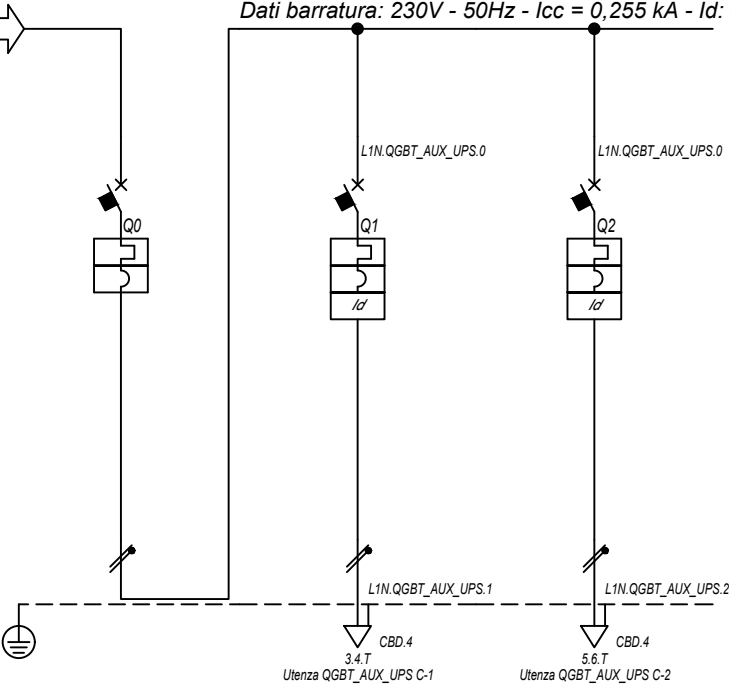 Dati barratura: 230V - 50Hz - Icc = 0,255 kA - Id:
L1N.QGBT_AUX_UPS.0
L1N.QGBT_AUX_UPS.0
Q0
Q1
Q2
Id
Id
L1N.QGBT_AUX_UPS.1
L1N.QGBT_AUX_UPS.2
CBD.4
CBD.4
3.4.T
5.6.T
Utenza QGBT_AUX_UPS C-1
Utenza QGBT_AUX_UPS C-2